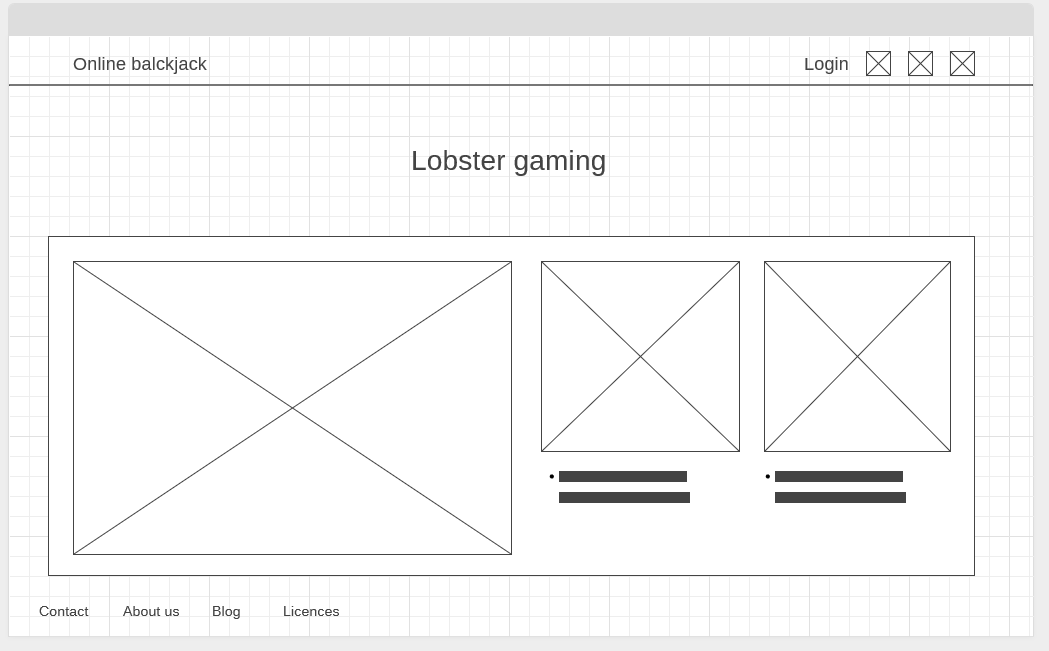 Online balckjack
Login
Lobster gaming
Contact
About us
Blog
Licences